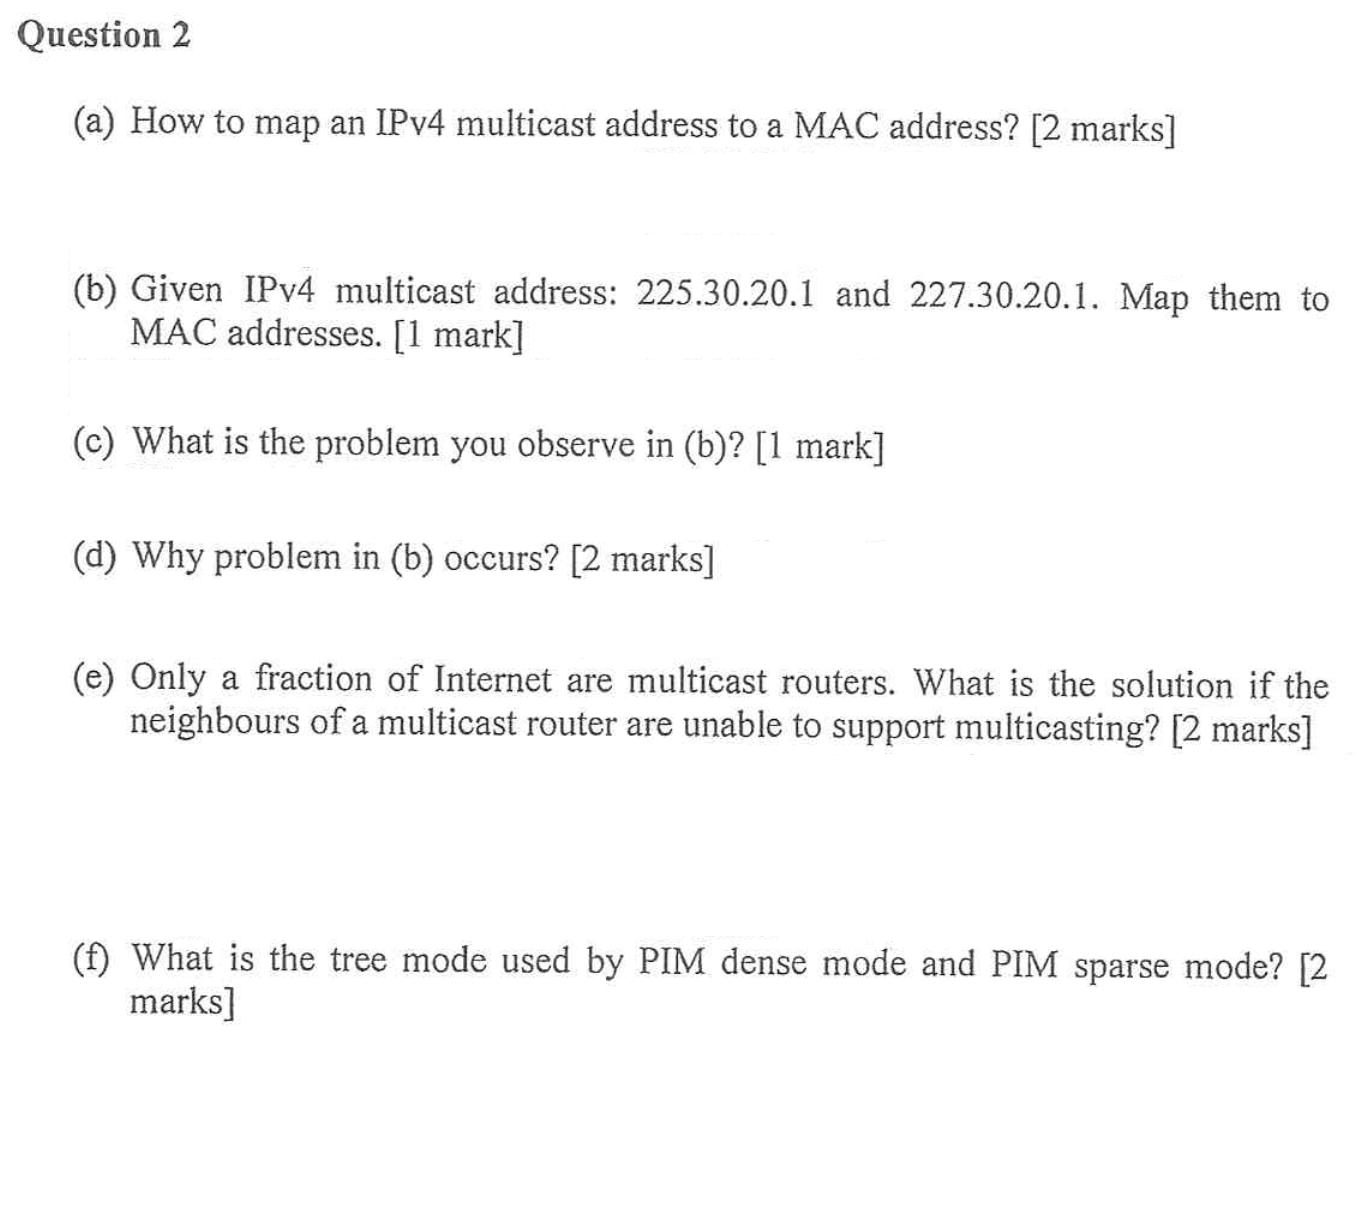 Question 2
(a) How to map an IPv4 multicast address to a MAC address? [2 marks]
(b) Given IPv4 multicast address: 225.30.20.1 and 227.30.20.1. Map them to
MAC addresses. [1 mark]
(c) What is the problem you observe in (b)? [1 mark]
(d) Why problem in (b) occurs? [2 marks]
(e) Only a fraction of Internet are multicast routers. What is the solution if the
neighbours of a multicast router are unable to support multicasting? [2 marks]
(f) What is the tree mode used by PIM dense mode and PIM sparse mode? [2
marks]